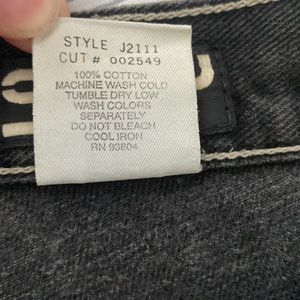 STYLE J2111
CUT# 002549
100% COTTON
MACHINE WASH COLD
TUMBLE DRY LOW
WASH COLORS
SEPARATELY
DO NOT BLEACH
COOL IRON
RN 93804